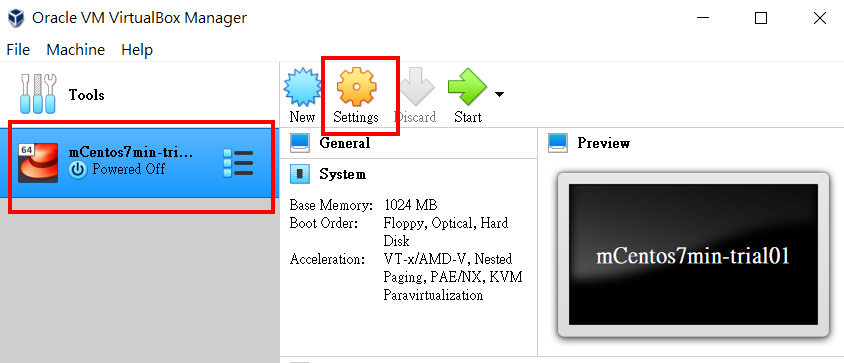 Oracle VM VirtualBox Manager
File Machine Help
Tools
New Settings Discard Start
64
mCentos7min-tri...
Powered Off
General
System
Base Memory: 1024 MB
Boot Order: Floppy, Optical, Hard
Disk
Acceleration: VT-x/AMD-V, Nested
Paging, PAE/NX, KVM
Paravirtualization
Preview
mCentos7min-trial01